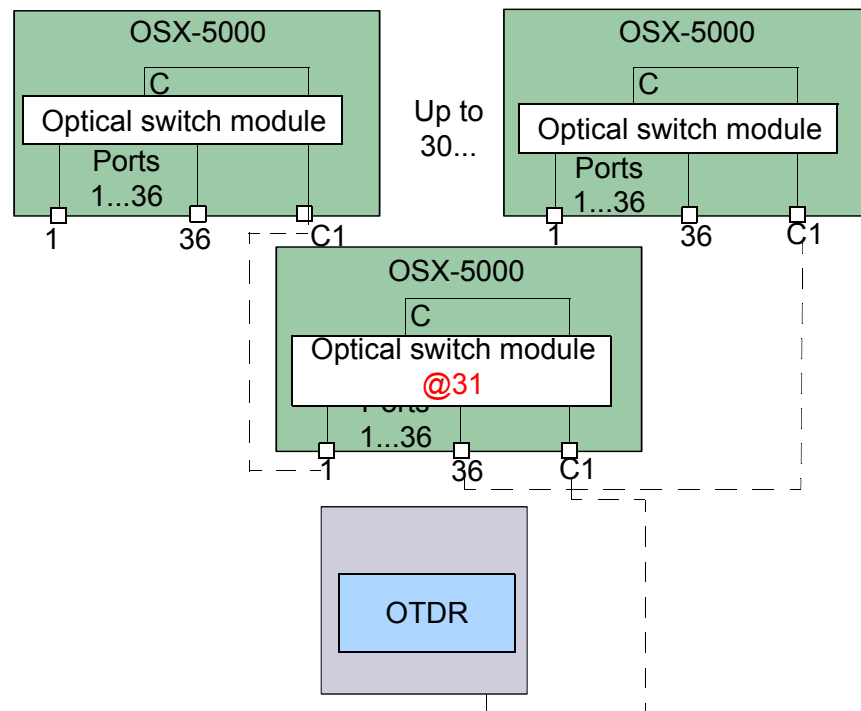 OSX-5000
C
Optical switch module
Ports
1...36
1
36
C1
Up to
30...
OSX-5000
C
Optical switch module
Ports
1...36
1
36
C1
OSX-5000
C
Optical switch module
@31
Ports
1...36
1
36
C1
OTDR